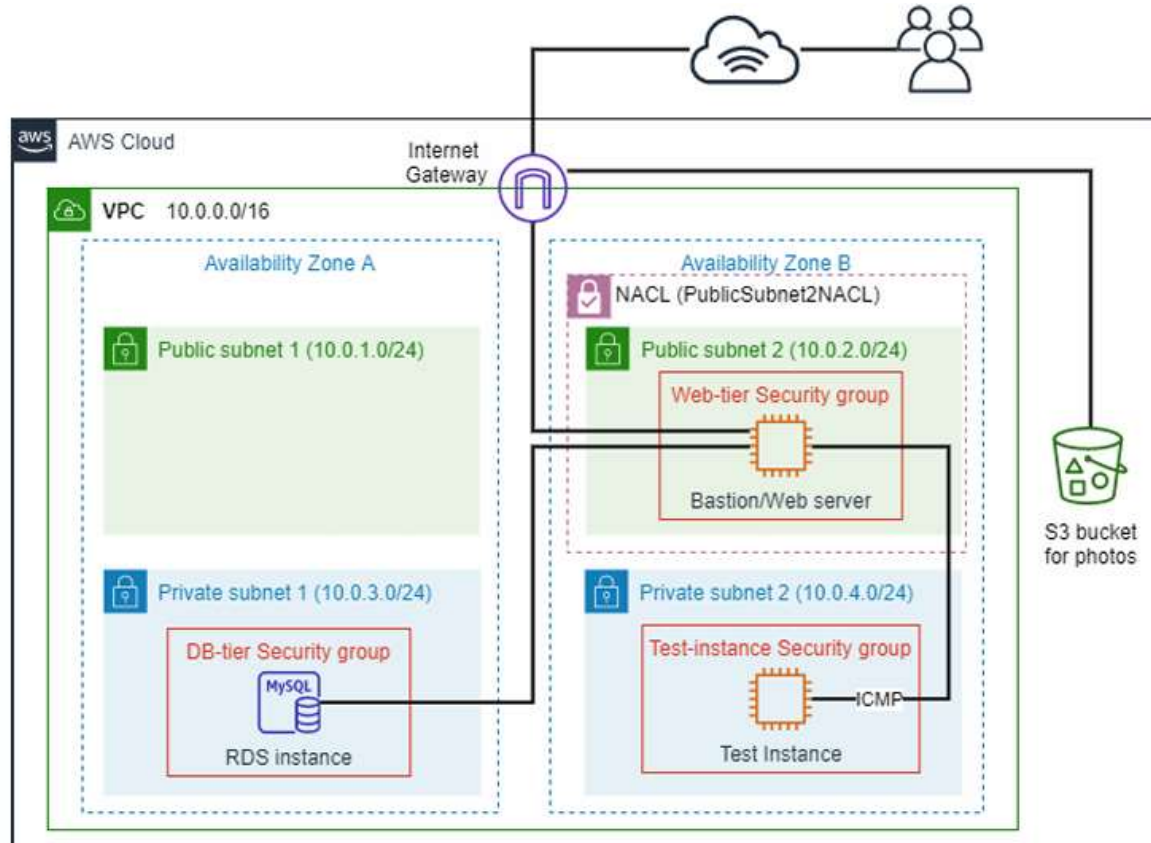 aws
AWS Cloud
Internet
Gateway
VPC 10.0.0.0/16
Availability Zone A
Availability Zone B
NACL (PublicSubnet2NACL)
Public subnet 1 (10.0.1.0/24)
Public subnet 2 (10.0.2.0/24)
Web-tier Security group
Bastion/Web server
S3 bucket
for photos
Private subnet 1 (10.0.3.0/24)
Private subnet 2 (10.0.4.0/24)
DB-tier Security group
Test-instance Security group
MySQL
ICMP
RDS instance
Test Instance